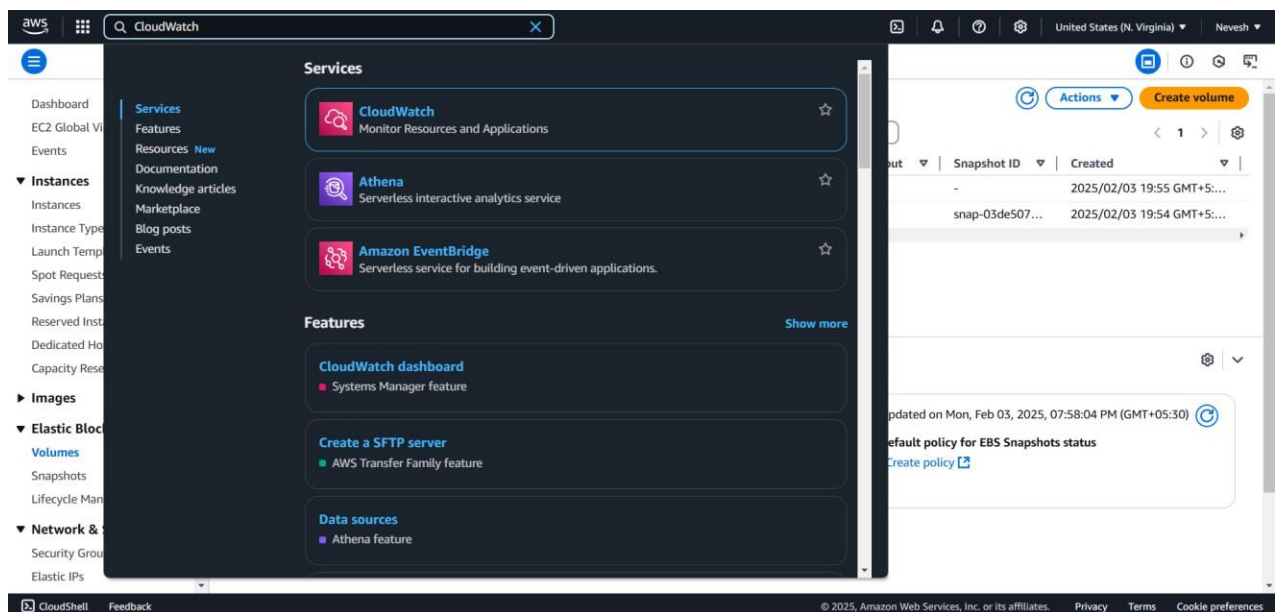 aws
CloudWatch
United States (N. Virginia)
Nevesh
Dashboard
EC2 Global Vi
Events
Instances
Instances
Instance Type
Launch Temp
Spot Requests
Savings Plans
Reserved Inst
Dedicated Ho
Capacity Rese
Images
Elastic Bloc
Volumes
Snapshots
Lifecycle Man
Network &
Security Grou
Elastic IPs
Services
Features
Resources New
Documentation
Knowledge articles
Marketplace
Blog posts
Events
Services
CloudWatch
Monitor Resources and Applications
Athena
Serverless interactive analytics service
Amazon EventBridge
Serverless service for building event-driven applications.
Features
Show more
CloudWatch dashboard
Systems Manager feature
Create a SFTP server
AWS Transfer Family feature
Data sources
Athena feature
Actions
Create volume
1
Snapshot ID Created
- 2025/02/03 19:55 GMT+5:...
snap-03de507... 2025/02/03 19:54 GMT+5:...
pdated on Mon, Feb 03, 2025, 07:58:04 PM (GMT+05:30)
efault policy for EBS Snapshots status
Create policy
CloudShell Feedback
© 2025, Amazon Web Services, Inc. or its affiliates. Privacy Terms Cookie preferences